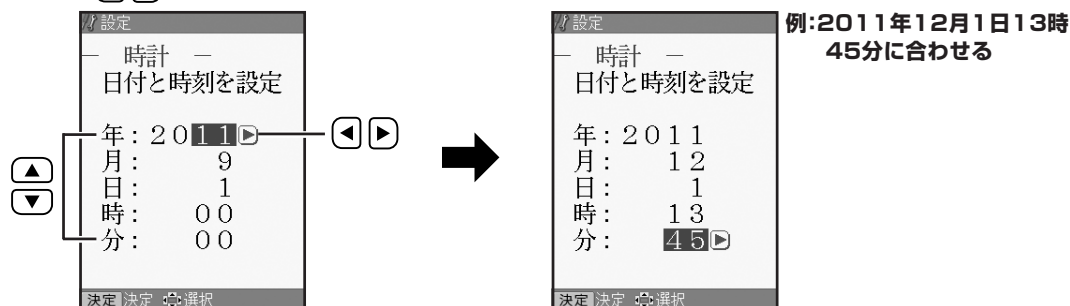 設定
― 時計 ―
日付と時刻を設定
年：2011
月： 9
日： 1
時： 00
分： 00
決定 決定 選択
設定
― 時計 ―
日付と時刻を設定
年：2011
月： 12
日： 1
時： 13
分： 45
決定 決定 選択
例：2011年12月1日13時
45分に合わせる